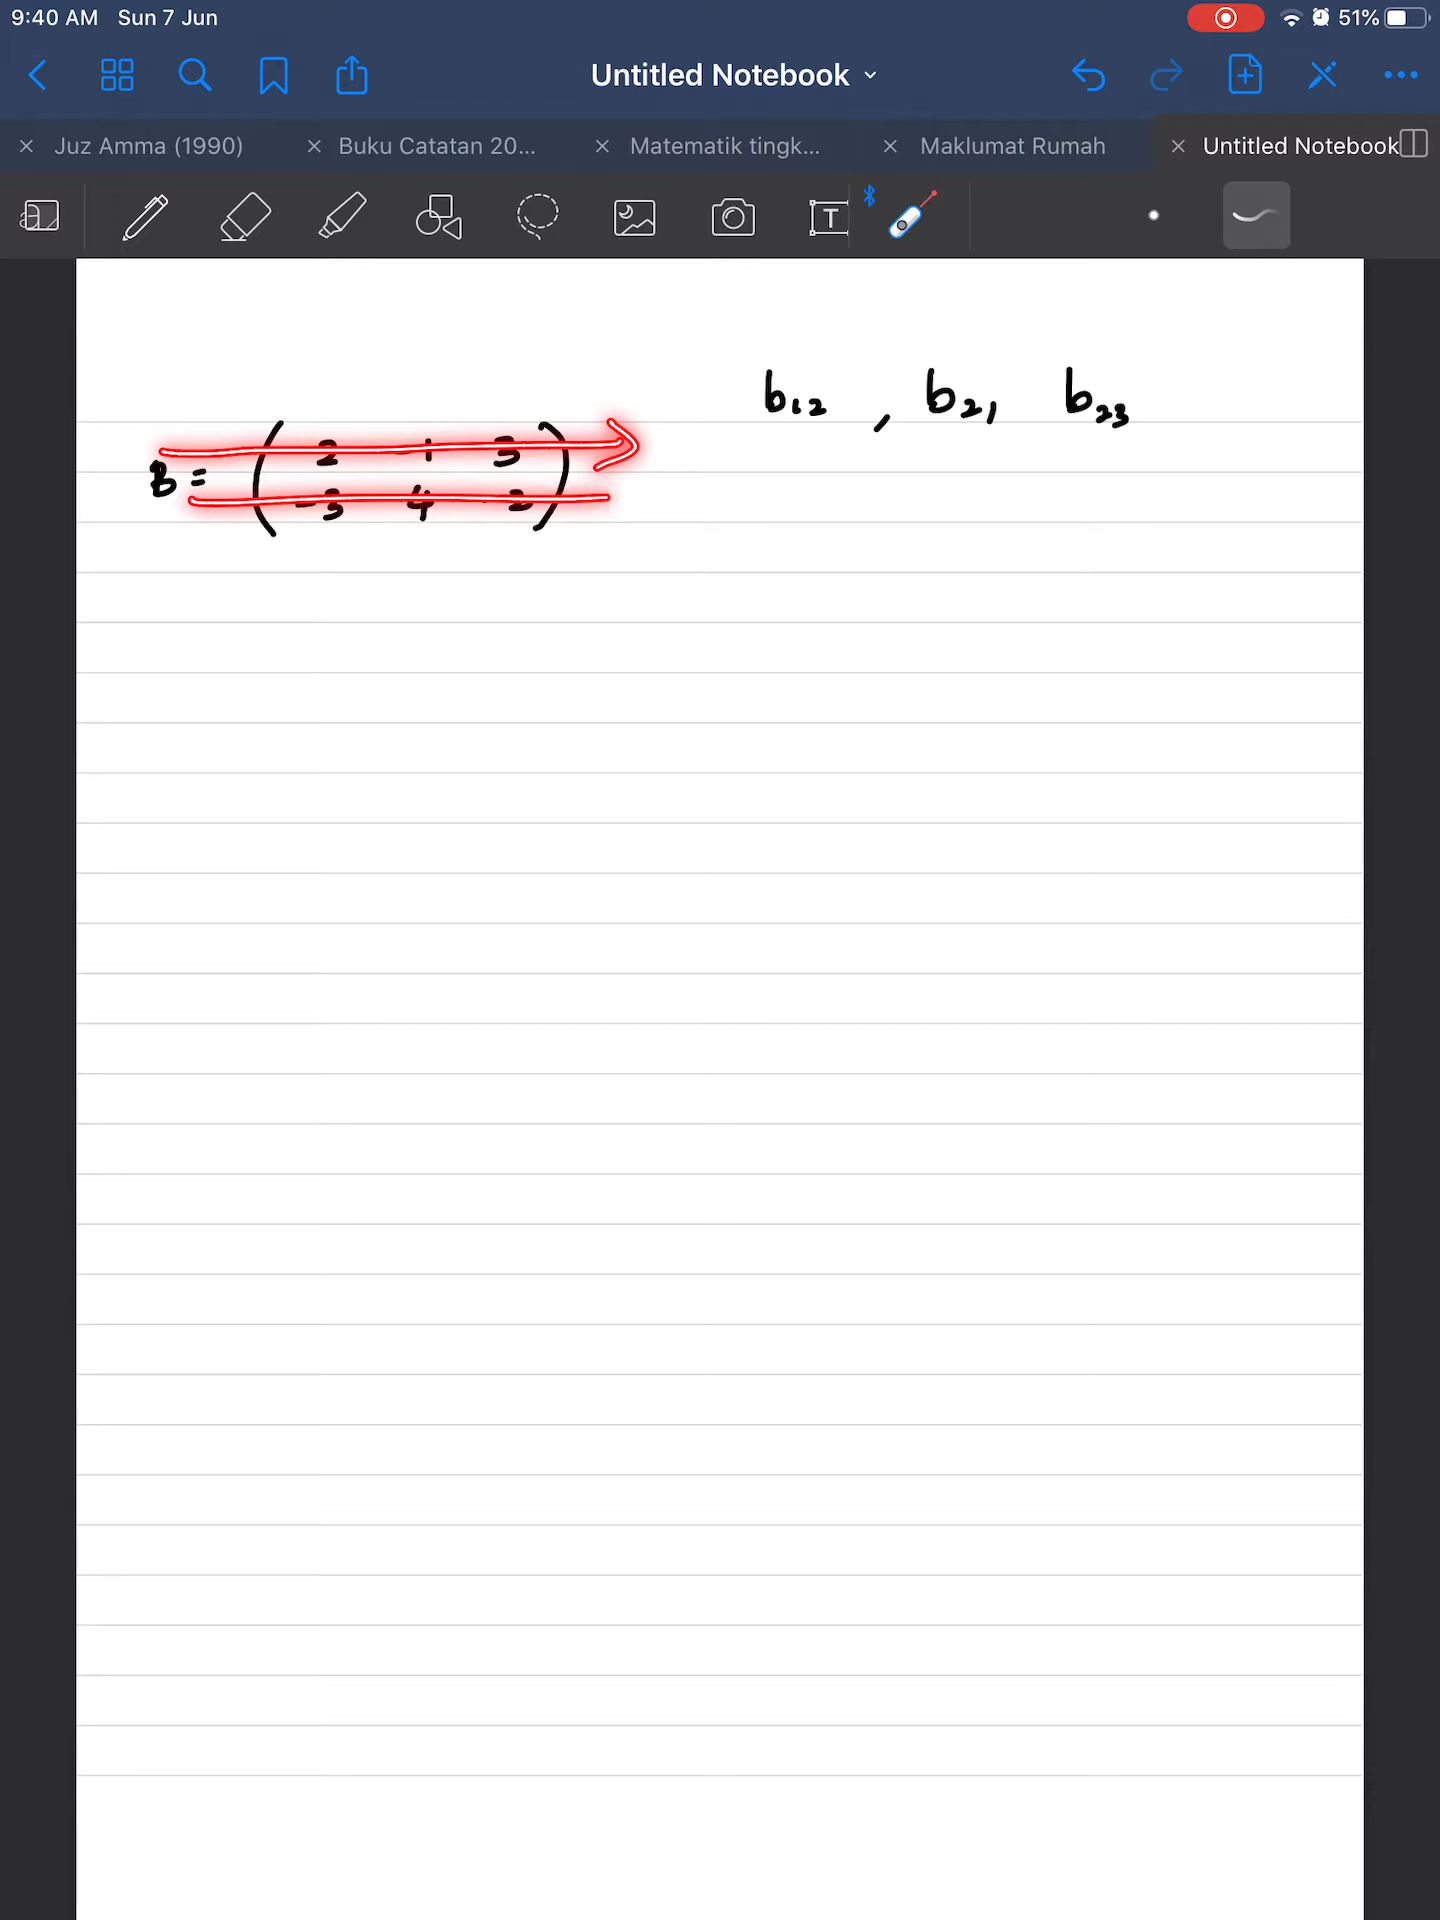 9:40 AM Sun 7 Jun 51%
Untitled Notebook
Juz Amma (1990) Buku Catatan 20... Matematik tingk... Maklumat Rumah Untitled Notebook
T
b₁₂ , b₂₁ b₂₃
B = ( 2 -1 5
-3 4 -2 )